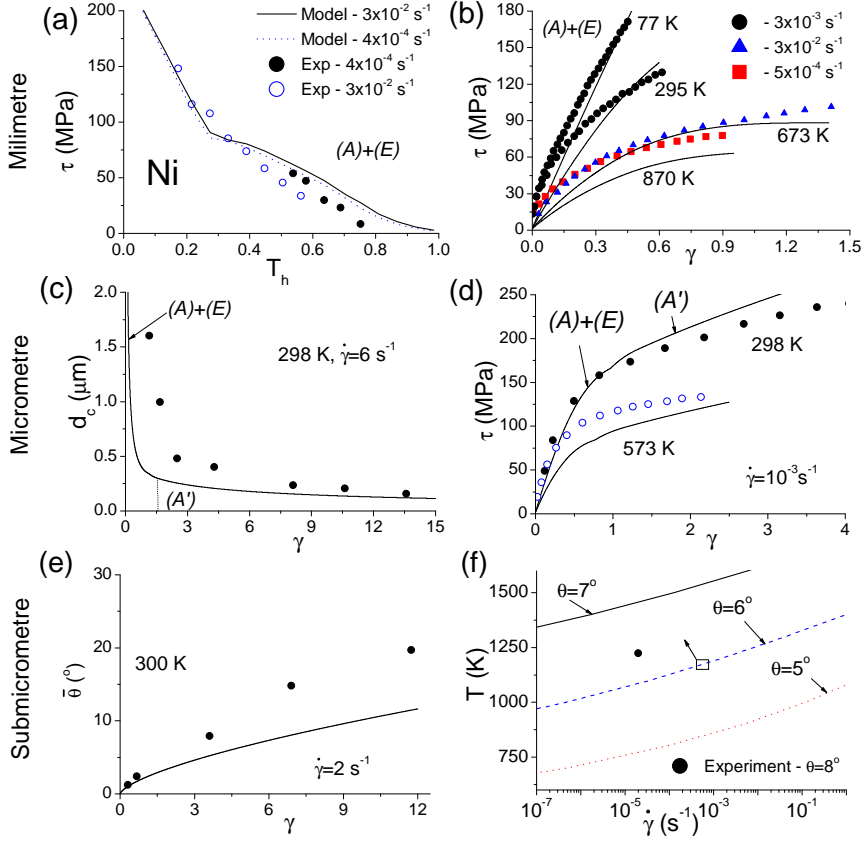 Milimetre
(a)
200
150
100
50
0
τ (MPa)
Model - 3x10⁻² s⁻¹
Model - 4x10⁻⁴ s⁻¹
Exp - 4x10⁻⁴ s⁻¹
Exp - 3x10⁻² s⁻¹
(A)+(E)
Ni
0.0 0.2 0.4 0.6 0.8 1.0
T_h
(b)
180
150
120
90
60
30
0
τ (MPa)
(A)+(E)
77 K
- 3x10⁻³ s⁻¹
- 3x10⁻² s⁻¹
- 5x10⁻⁴ s⁻¹
295 K
673 K
870 K
0.0 0.3 0.6 0.9 1.2 1.5
γ
Micrometre
(c)
2.0
1.5
1.0
0.5
0.0
d_c (μm)
(A)+(E)
298 K, γ̇=6 s⁻¹
(A')
0 3 6 9 12 15
γ
(d)
250
200
150
100
50
0
τ (MPa)
(A)+(E)
(A')
298 K
573 K
γ̇=10⁻³s⁻¹
0 1 2 3 4
γ
Submicrometre
(e)
30
20
10
0
θ̄ (°)
300 K
γ̇=2 s⁻¹
0 3 6 9 12
γ
(f)
1500
1250
1000
750
T (K)
θ=7°
θ=6°
θ=5°
Experiment - θ=8°
10⁻⁷ 10⁻⁵ 10⁻³ 10⁻¹
γ̇ (s⁻¹)